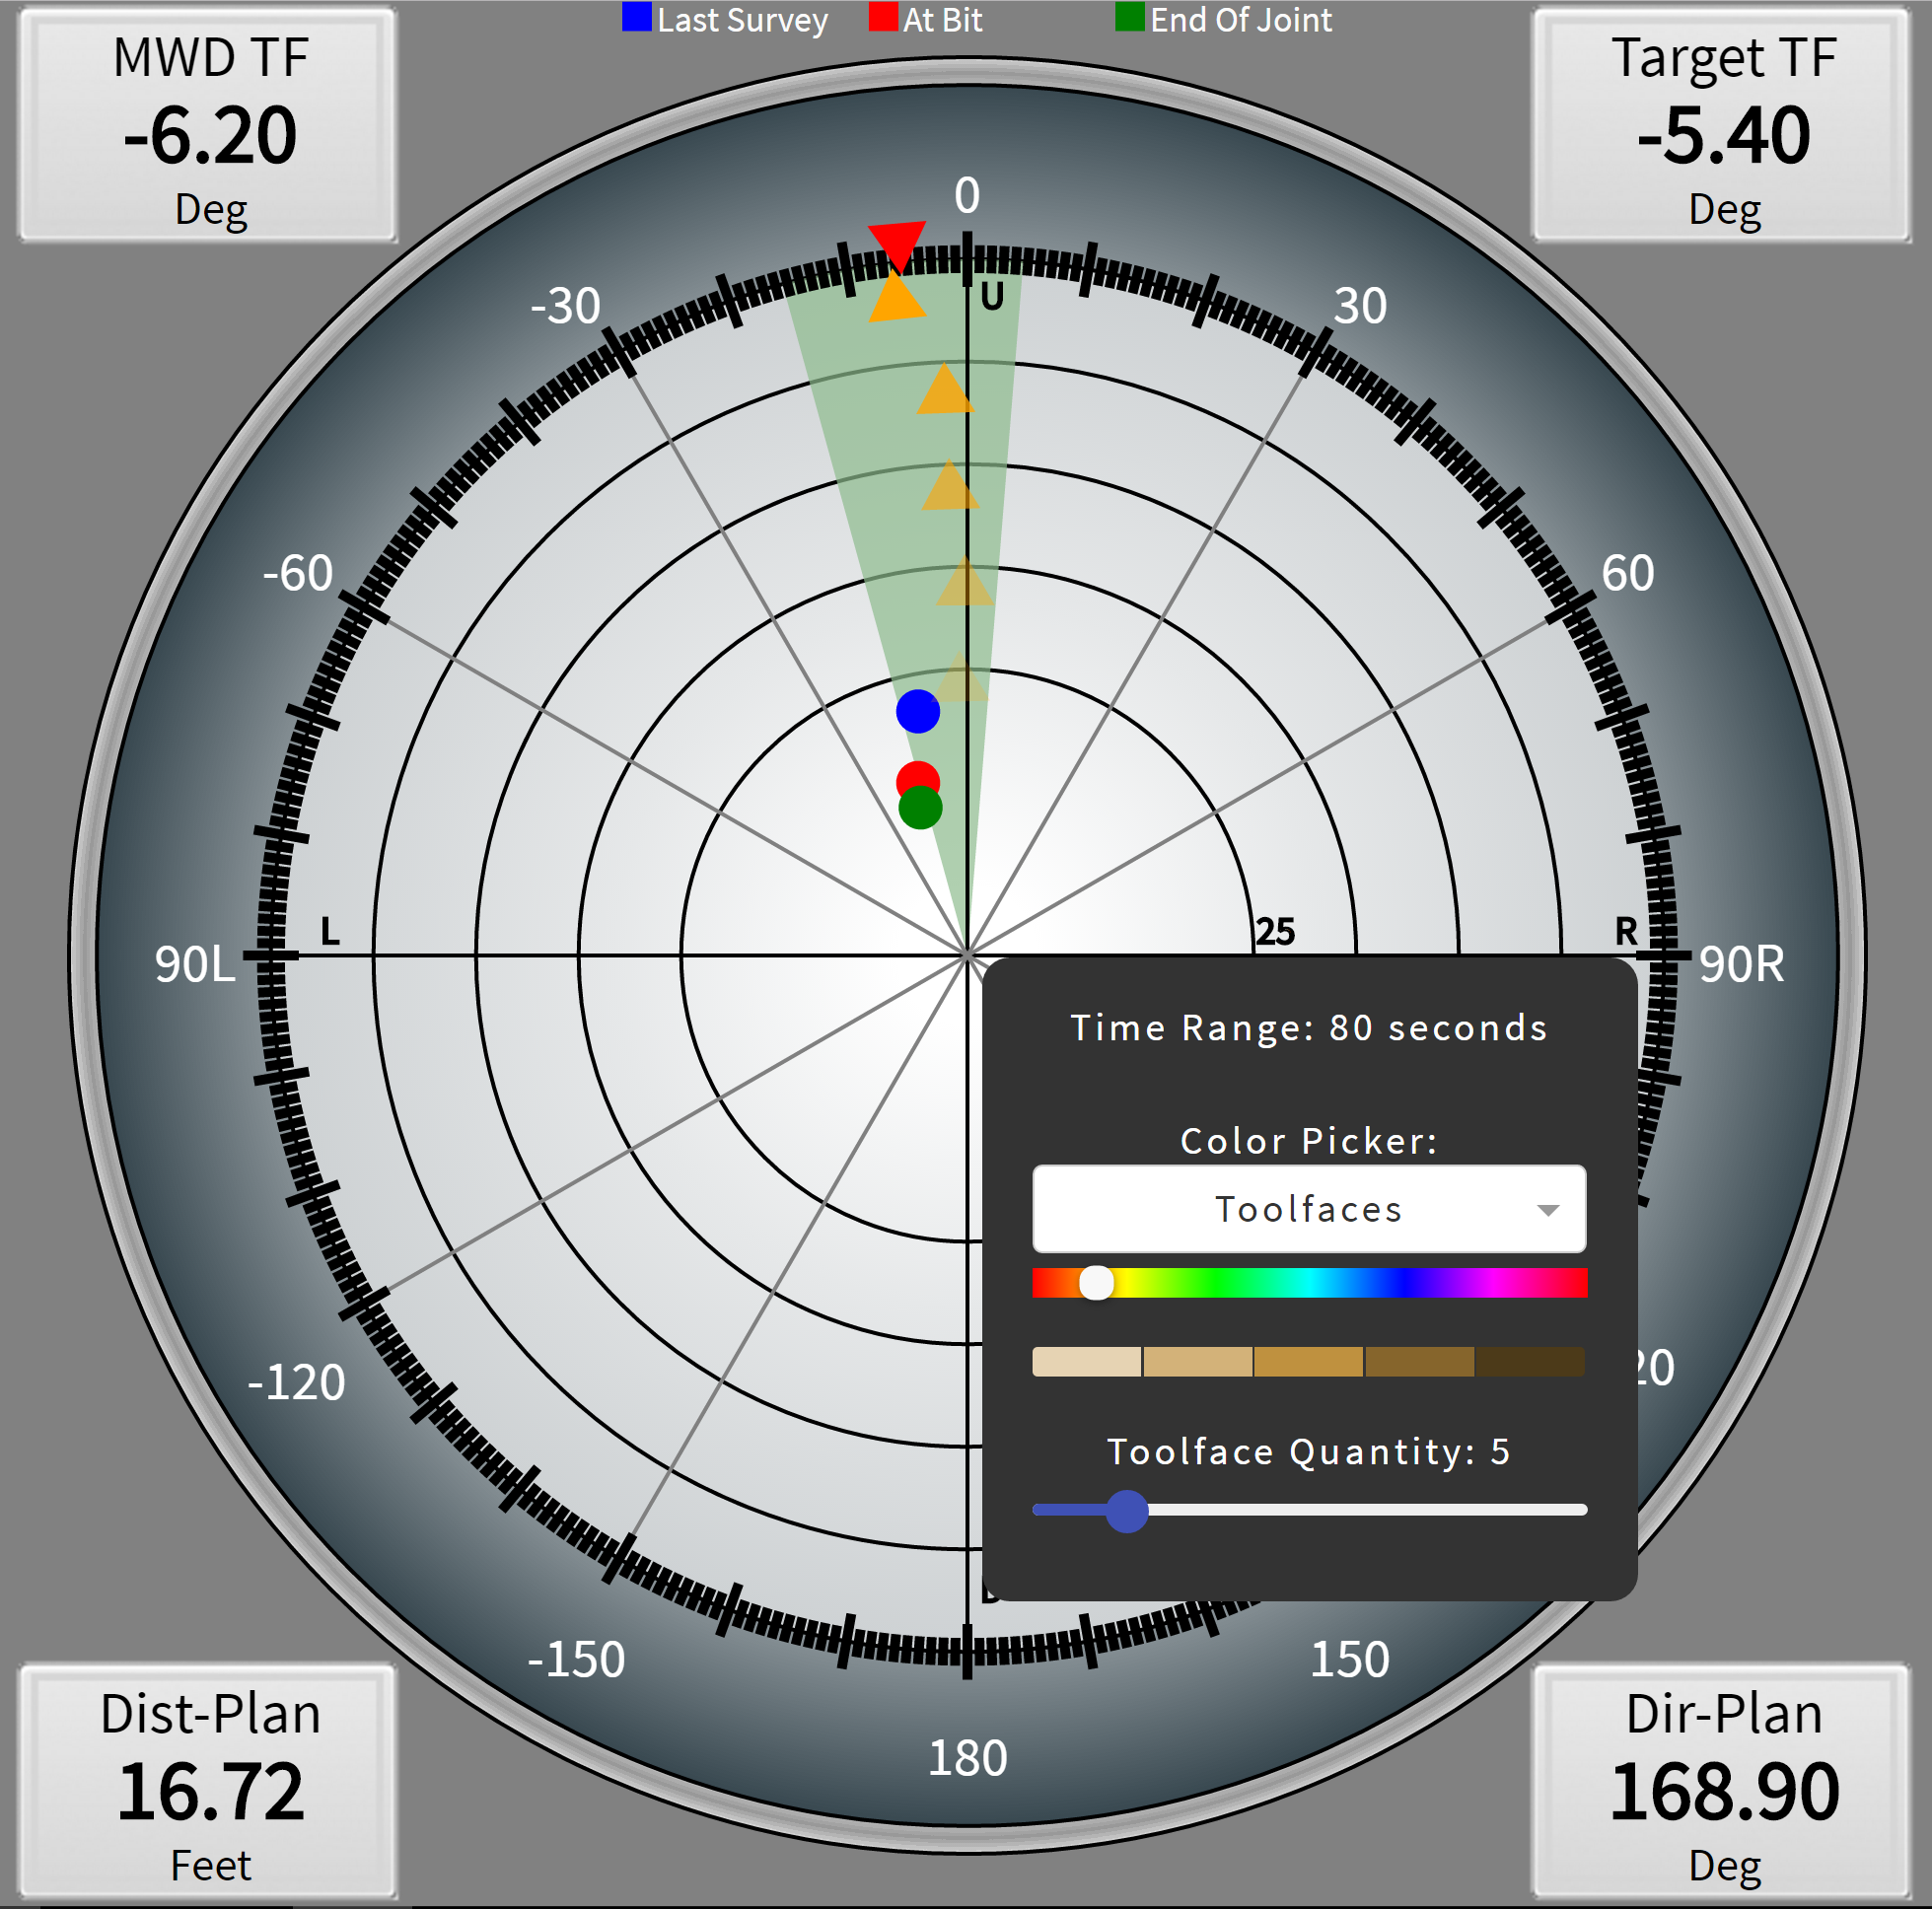 Last Survey At Bit End Of Joint
MWD TF
-6.20
Deg
Target TF
-5.40
Deg
0
U
-30
30
-60
60
L
25
R
90L
90R
Time Range: 80 seconds
Color Picker:
Toolfaces
-120
20
Toolface Quantity: 5
-150
150
180
Dist-Plan
16.72
Feet
Dir-Plan
168.90
Deg